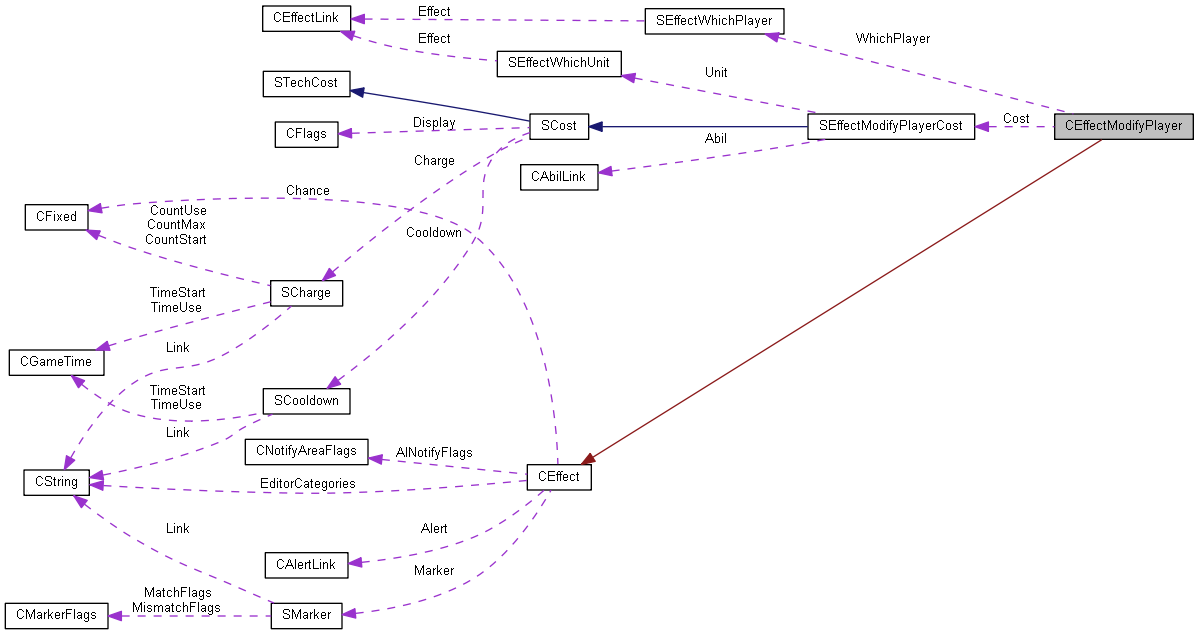 CEffectLink
Effect
SEffectWhichPlayer
WhichPlayer
Effect
SEffectWhichUnit
Unit
STechCost
Display
SCost
SEffectModifyPlayerCost
Cost
CEffectModifyPlayer
CFlags
Abil
Charge
CAbilLink
Chance
CFixed
CountUse
CountMax
CountStart
Cooldown
SCharge
TimeStart
TimeUse
Link
CGameTime
TimeStart
TimeUse
SCooldown
Link
CNotifyAreaFlags
AINotifyFlags
CEffect
CString
EditorCategories
Link
Alert
CAlertLink
Marker
MatchFlags
MismatchFlags
CMarkerFlags
SMarker